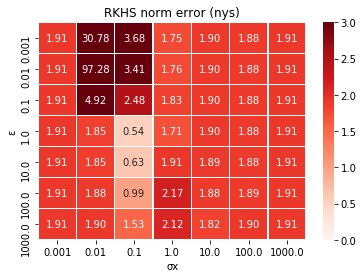 RKHS norm error (nys)
0.001 1.91 30.78 3.68 1.75 1.90 1.88 1.91
0.01 1.91 97.28 3.41 1.76 1.90 1.88 1.91
0.1 1.91 4.92 2.48 1.83 1.90 1.88 1.91
1.0 1.91 1.85 0.54 1.71 1.90 1.88 1.91
10.0 1.91 1.85 0.63 1.91 1.89 1.88 1.91
100.0 1.91 1.88 0.99 2.17 1.88 1.89 1.91
1000.0 1.91 1.90 1.53 2.12 1.82 1.90 1.91
0.001 0.01 0.1 1.0 10.0 100.0 1000.0
σx
ε
3.0
2.5
2.0
1.5
1.0
0.5
0.0